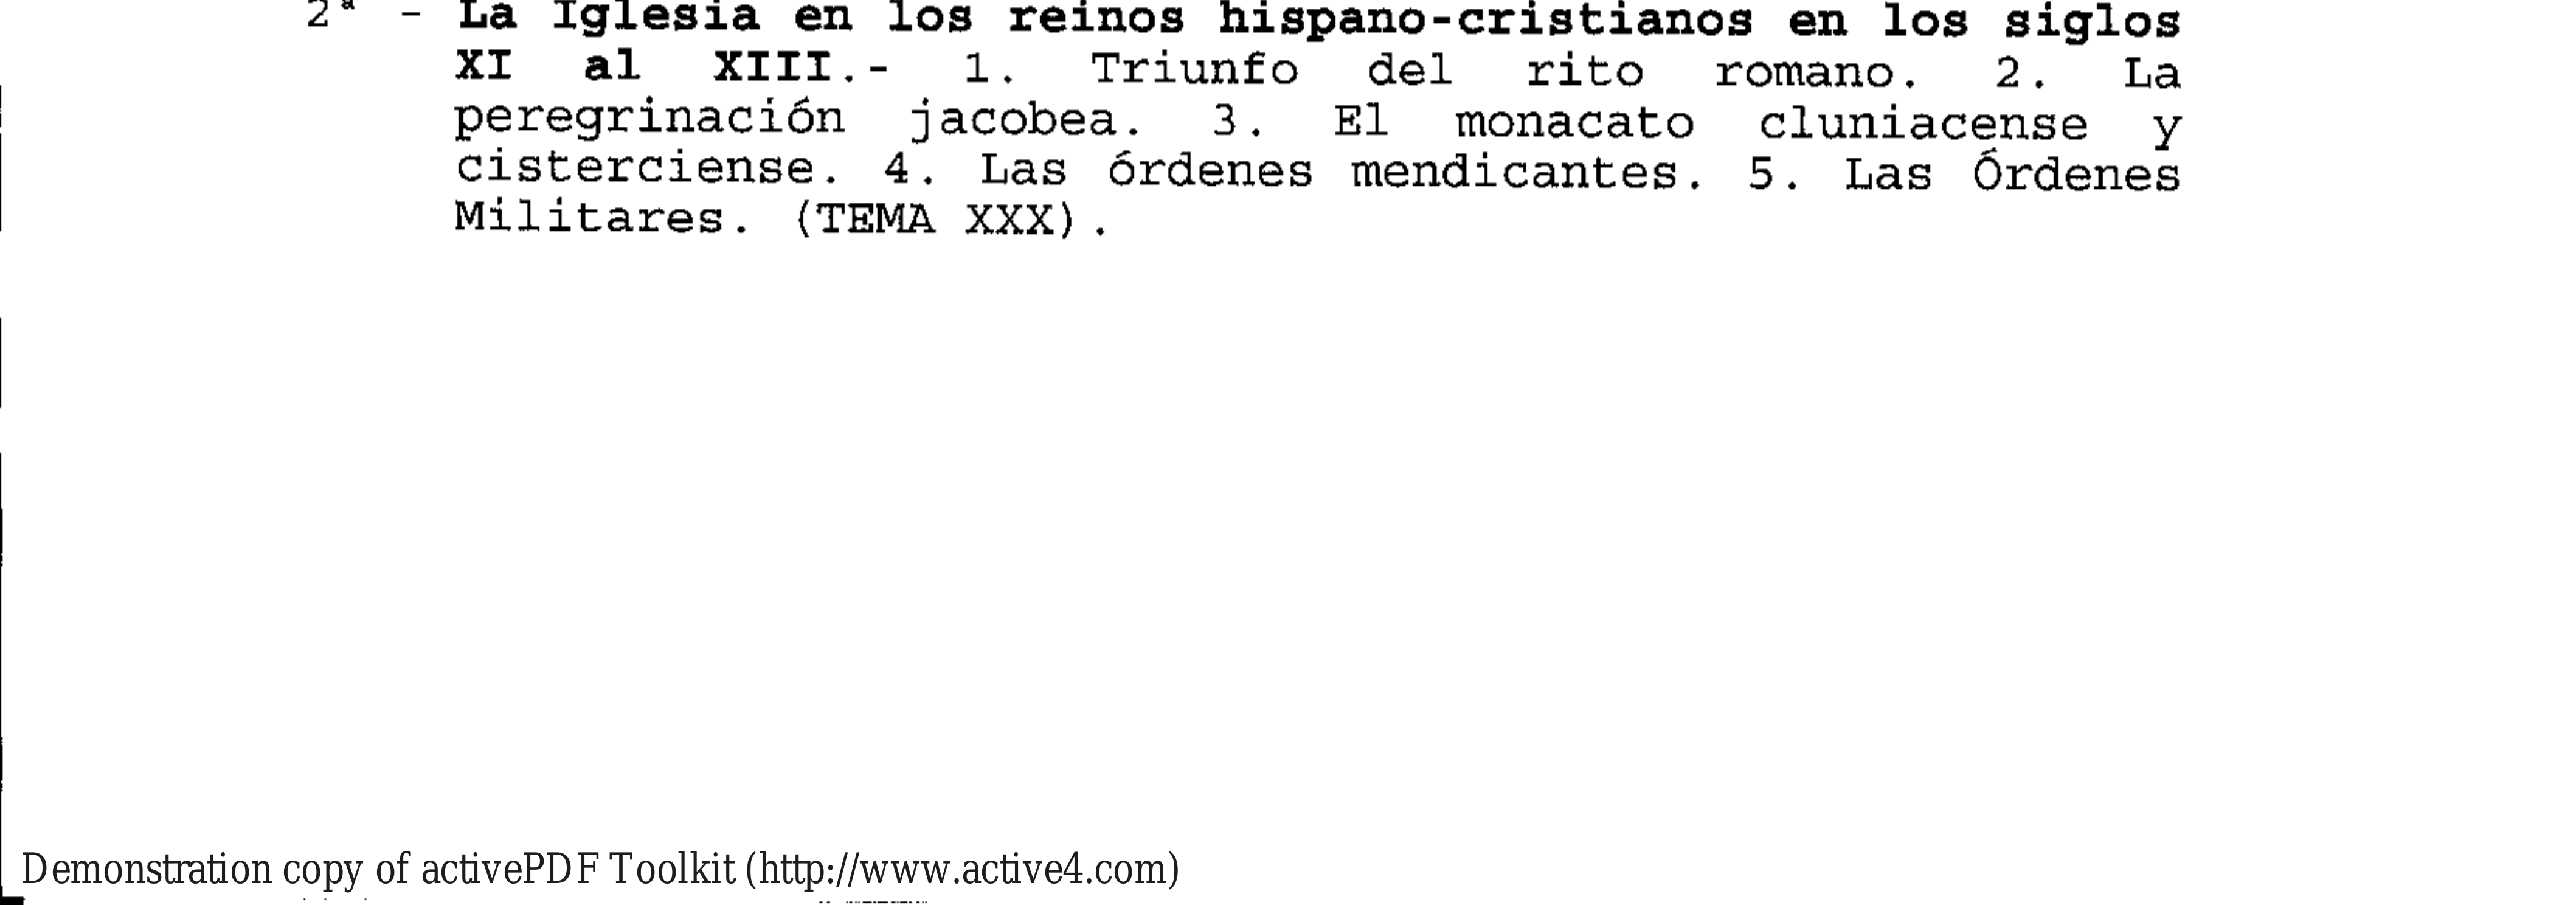 2ª - La Iglesia en los reinos hispano-cristianos en los siglos
XI al XIII.- 1. Triunfo del rito romano. 2. La
peregrinación jacobea. 3. El monacato cluniacense y
cisterciense. 4. Las órdenes mendicantes. 5. Las Órdenes
Militares. (TEMA XXX).
Demonstration copy of activePDF Toolkit (http://www.active4.com)